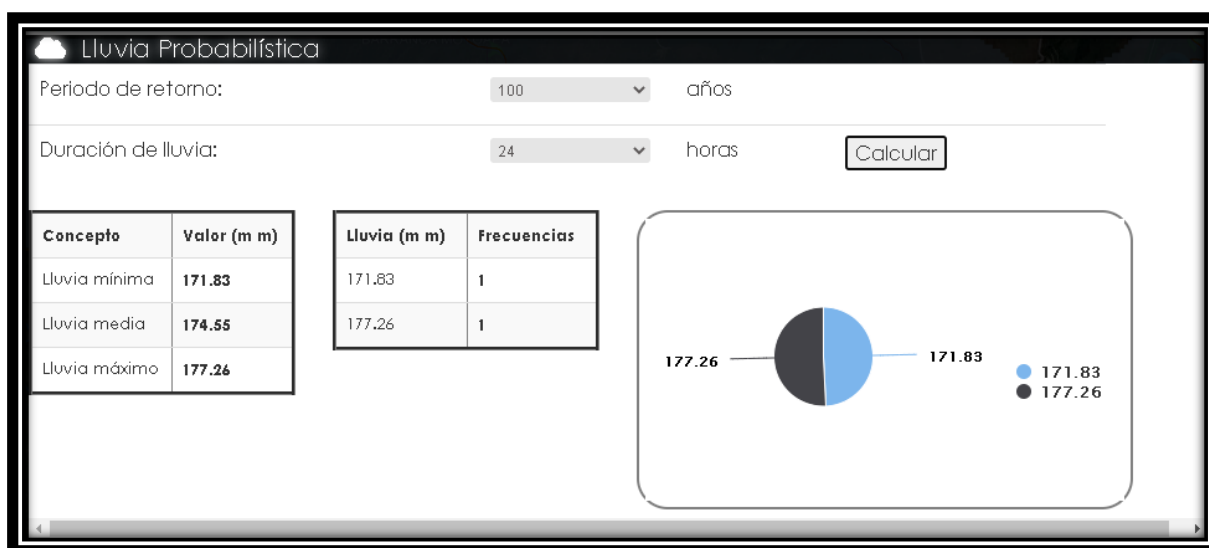 Lluvia Probabilística
Periodo de retorno: 100 años
Duración de lluvia: 24 horas Calcular
Concepto Valor (m m)
Lluvia mínima 171.83
Lluvia media 174.55
Lluvia máximo 177.26
Lluvia (m m) Frecuencias
171.83 1
177.26 1
177.26
171.83
171.83
177.26